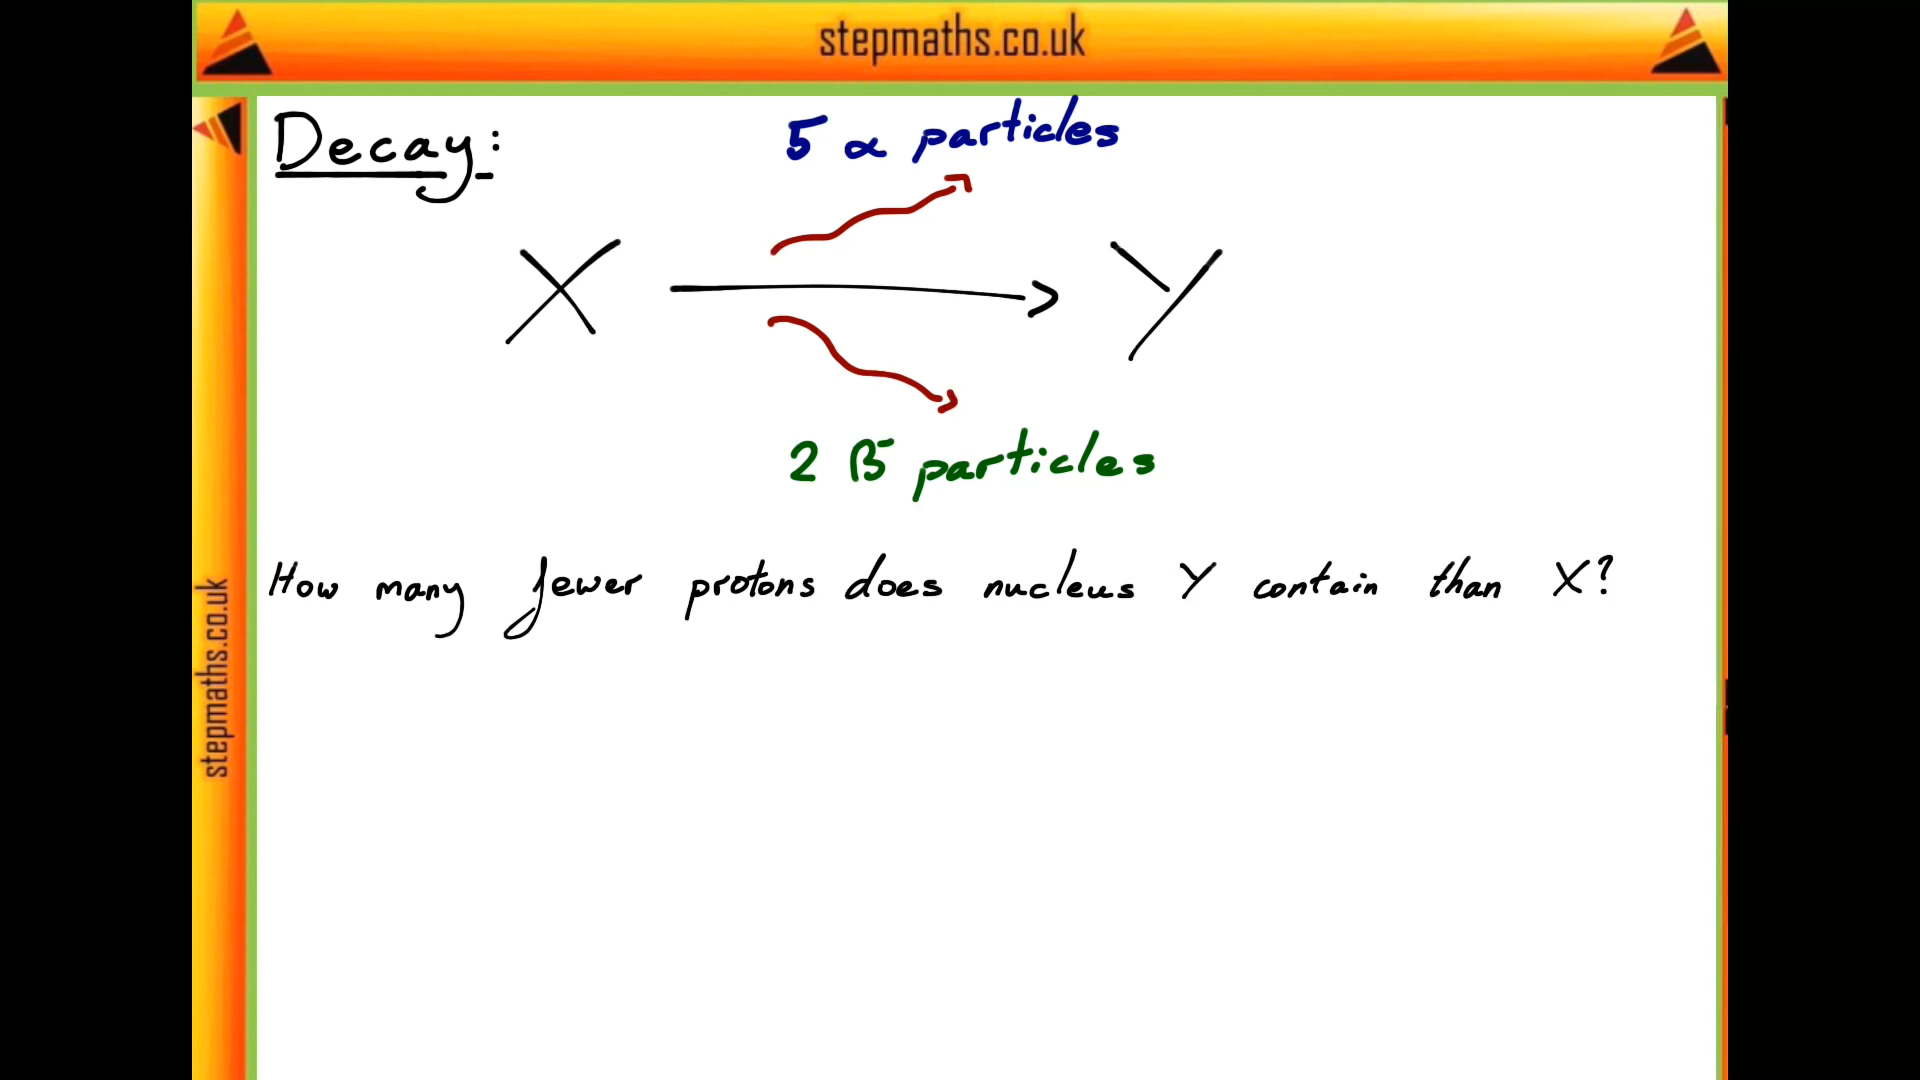 stepmaths.co.uk
Decay:
5 α particles
X → Y
2 β⁻ particles
How many fewer protons does nucleus Y contain than X?
stepmaths.co.uk